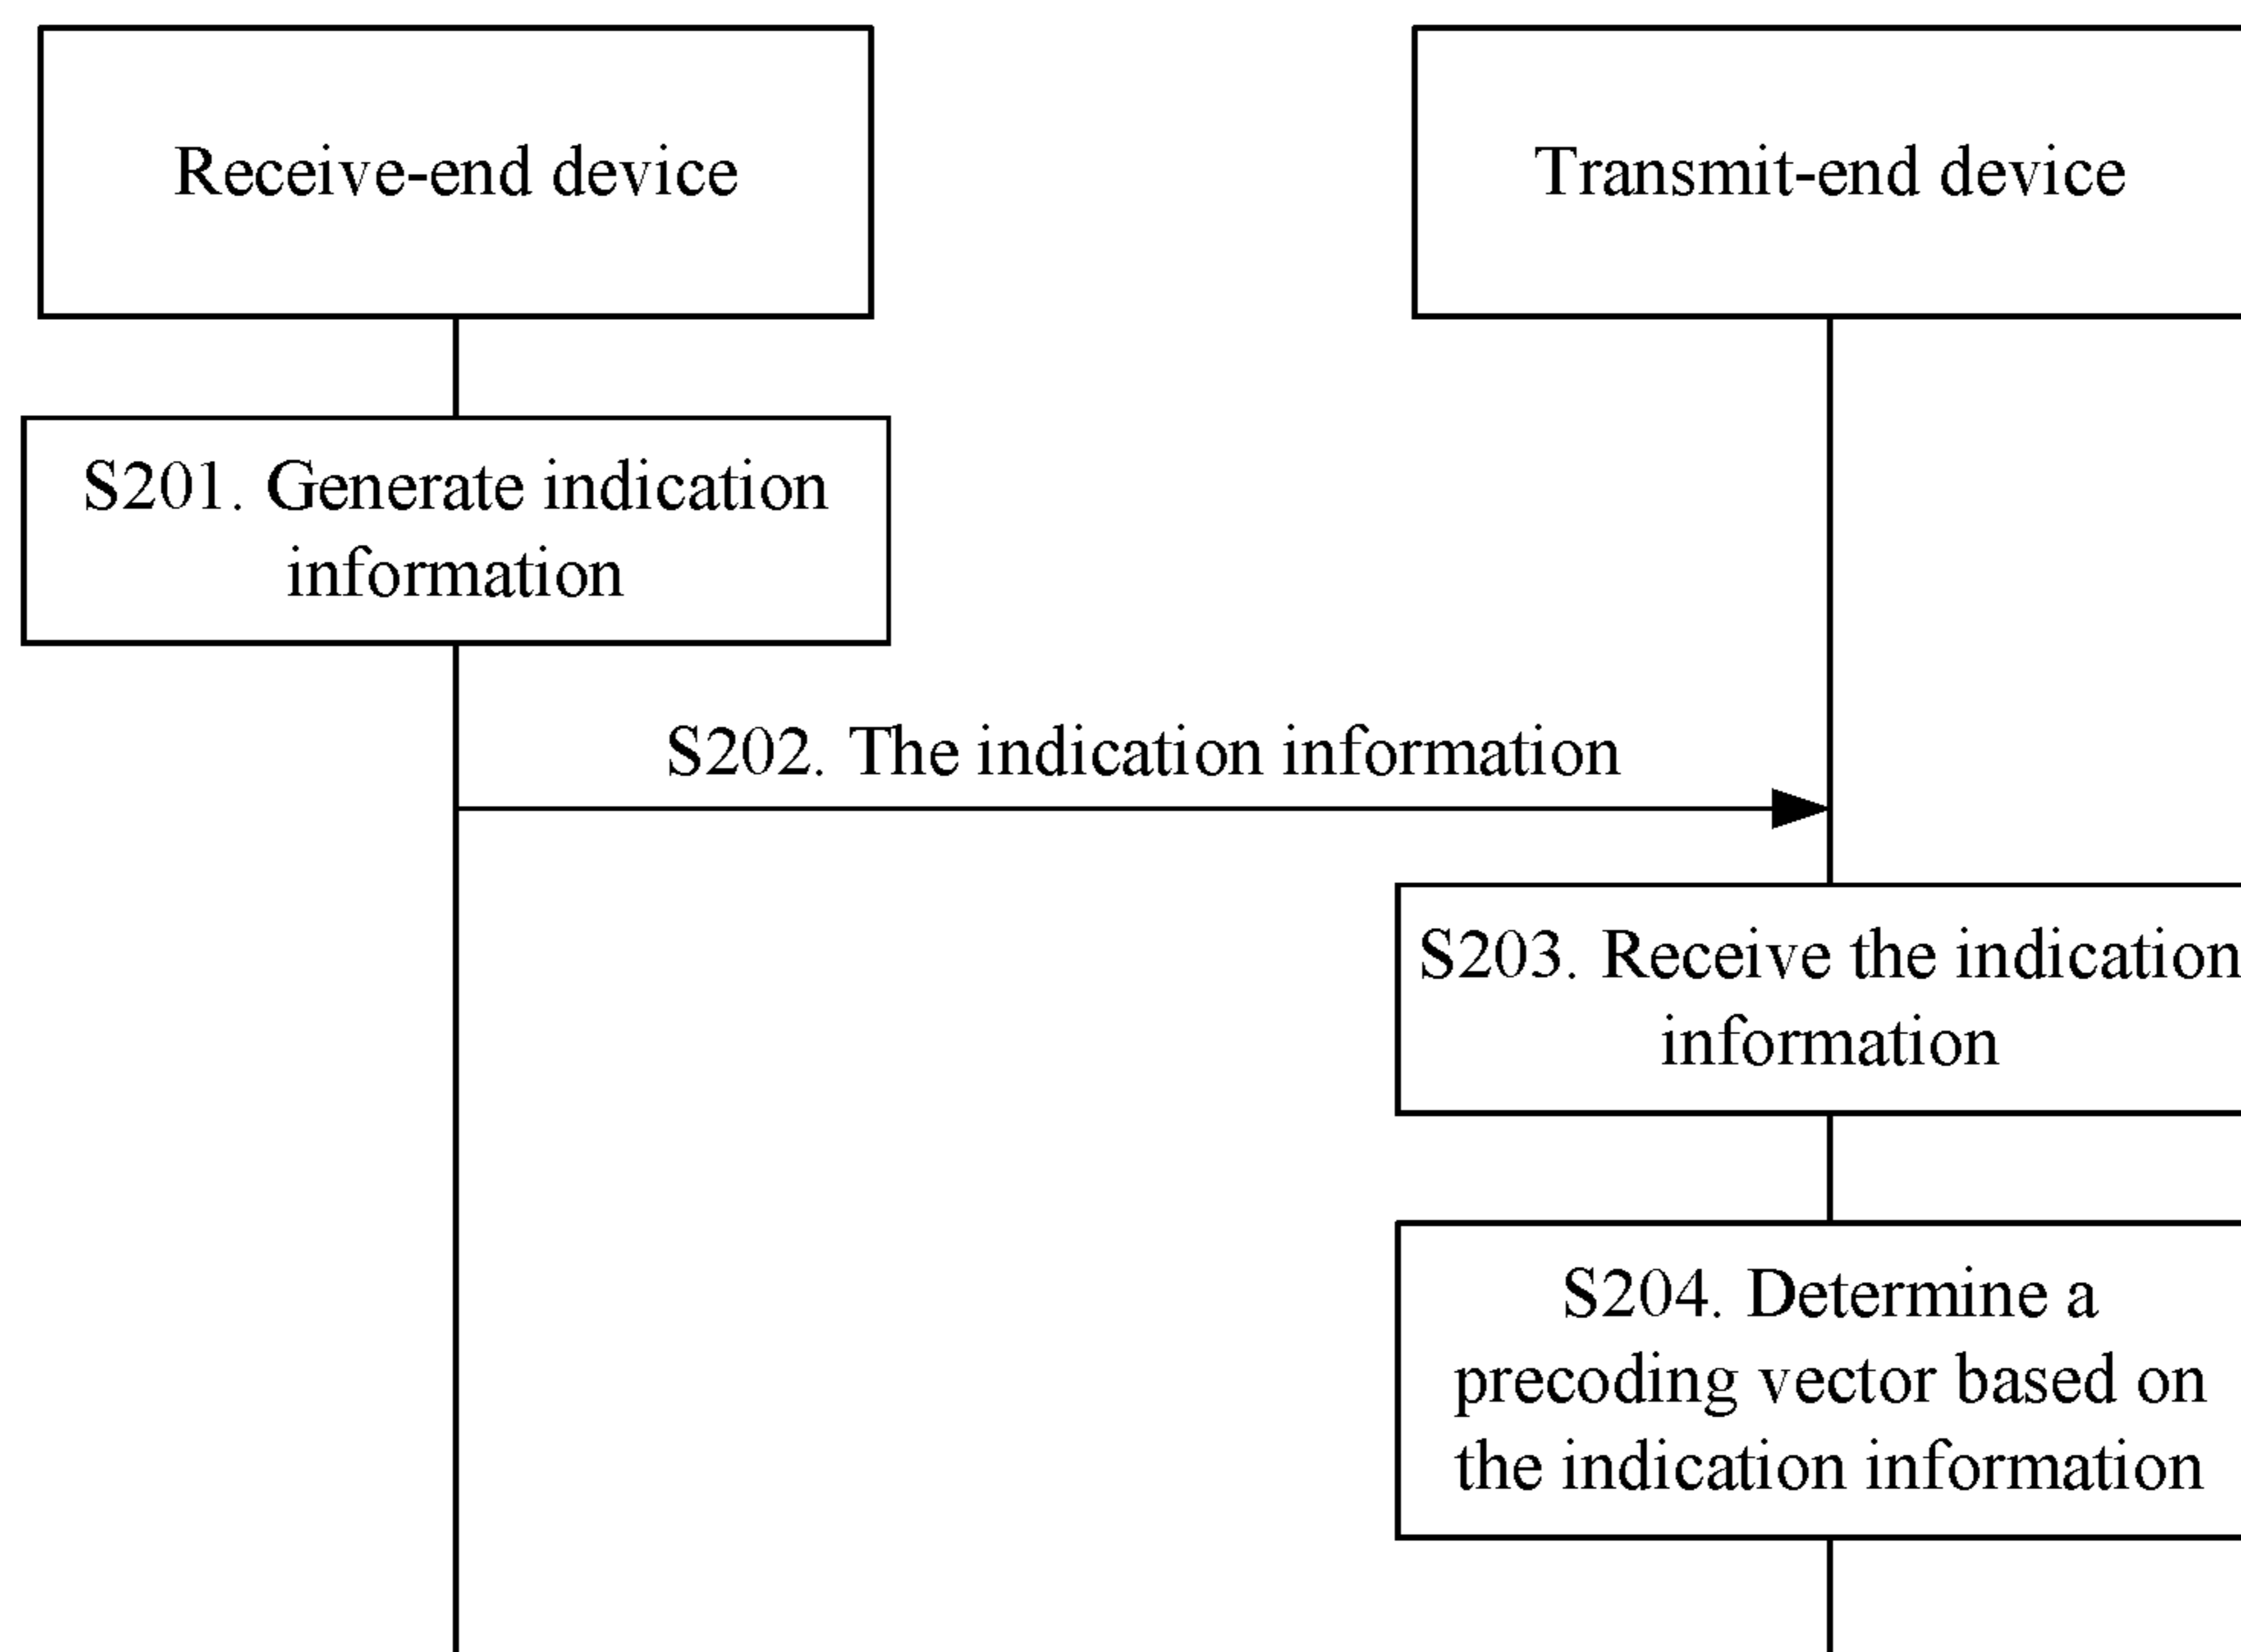 Receive-end device
Transmit-end device
S201. Generate indication
information
S202. The indication information
S203. Receive the indication
information
S204. Determine a
precoding vector based on
the indication information